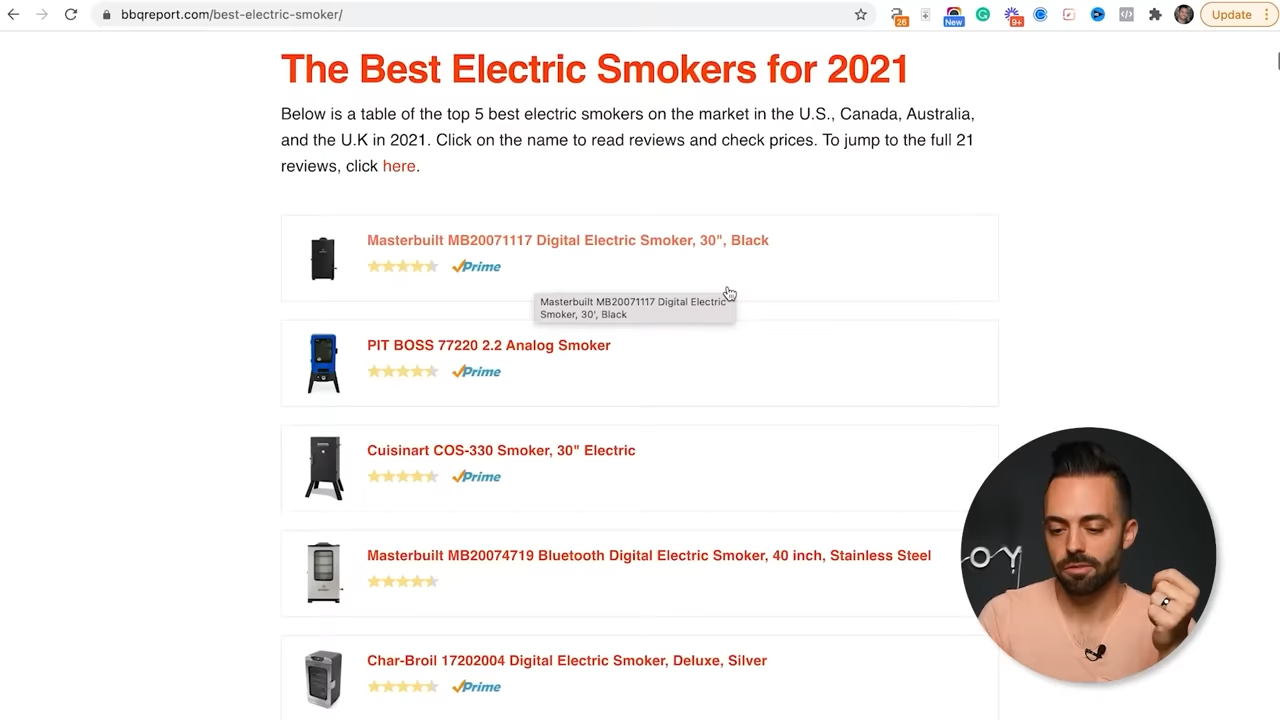 bbqreport.com/best-electric-smoker/
26
New
9+
Update
The Best Electric Smokers for 2021
Below is a table of the top 5 best electric smokers on the market in the U.S., Canada, Australia,
and the U.K in 2021. Click on the name to read reviews and check prices. To jump to the full 21
reviews, click here.
Masterbuilt MB20071117 Digital Electric Smoker, 30", Black
Prime
Masterbuilt MB20071117 Digital Electric
Smoker, 30', Black
PIT BOSS 77220 2.2 Analog Smoker
Prime
Cuisinart COS-330 Smoker, 30" Electric
Prime
Masterbuilt MB20074719 Bluetooth Digital Electric Smoker, 40 inch, Stainless Steel
Char-Broil 17202004 Digital Electric Smoker, Deluxe, Silver
Prime
OY